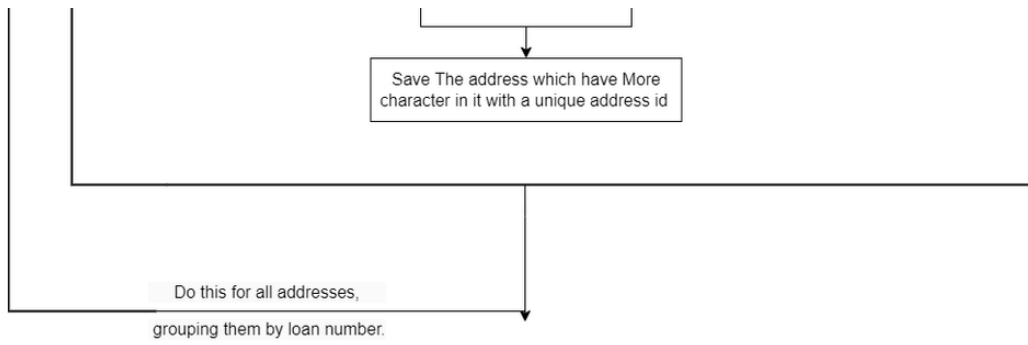 Save The address which have More
character in it with a unique address id
Do this for all addresses,
grouping them by loan number.